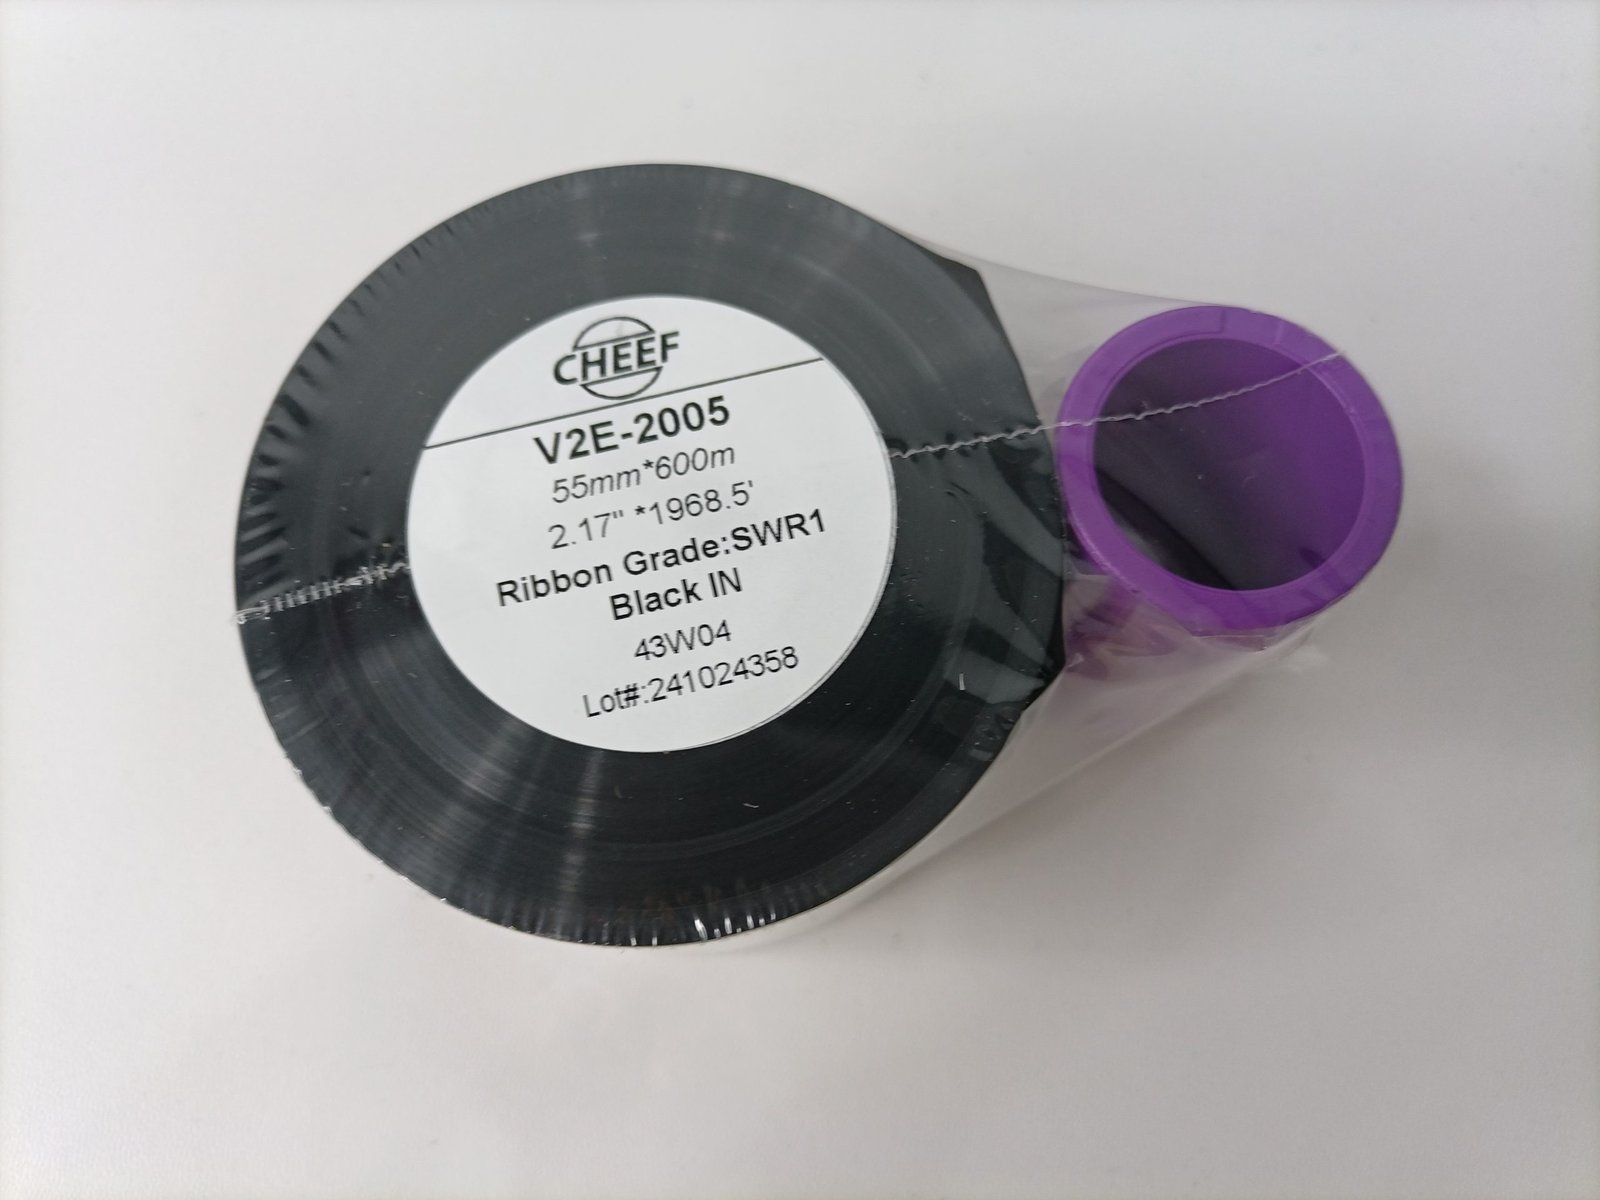 CHEEF
V2E-2005
55mm*600m
2.17" *1968.5'
Ribbon Grade:SWR1
Black IN
43W04
Lot#:241024358